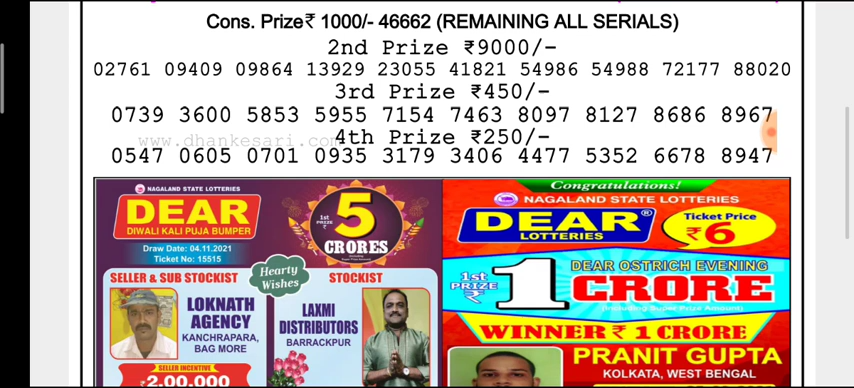 Cons. Prize₹ 1000/- 46662 (REMAINING ALL SERIALS)
2nd Prize ₹9000/-
02761 09409 09864 13929 23055 41821 54986 54988 72177 88020
3rd Prize ₹450/-
0739 3600 5853 5955 7154 7463 8097 8127 8686 8967
www.dhankesari.com
4th Prize ₹250/-
0547 0605 0701 0935 3179 3406 4477 5352 6678 8947
NAGALAND STATE LOTTERIES
DEAR
DIWALI KALI PUJA BUMPER
Draw Date: 04.11.2021
Ticket No: 15515
1st PRIZE ₹
5
CRORES
SELLER & SUB STOCKIST
Hearty
Wishes
STOCKIST
LOKNATH
AGENCY
KANCHRAPARA,
BAG MORE
SELLER INCENTIVE
₹2,00,000
LAXMI
DISTRIBUTORS
BARRACKPUR
Congratulations!
NAGALAND STATE LOTTERIES
DEAR®
LOTTERIES
Ticket Price
₹6
DEAR OSTRICH EVENING
1st
PRIZE
₹
1 CRORE
(Including Super Prize Amount)
WINNER ₹ 1 CRORE
PRANIT GUPTA
KOLKATA, WEST BENGAL